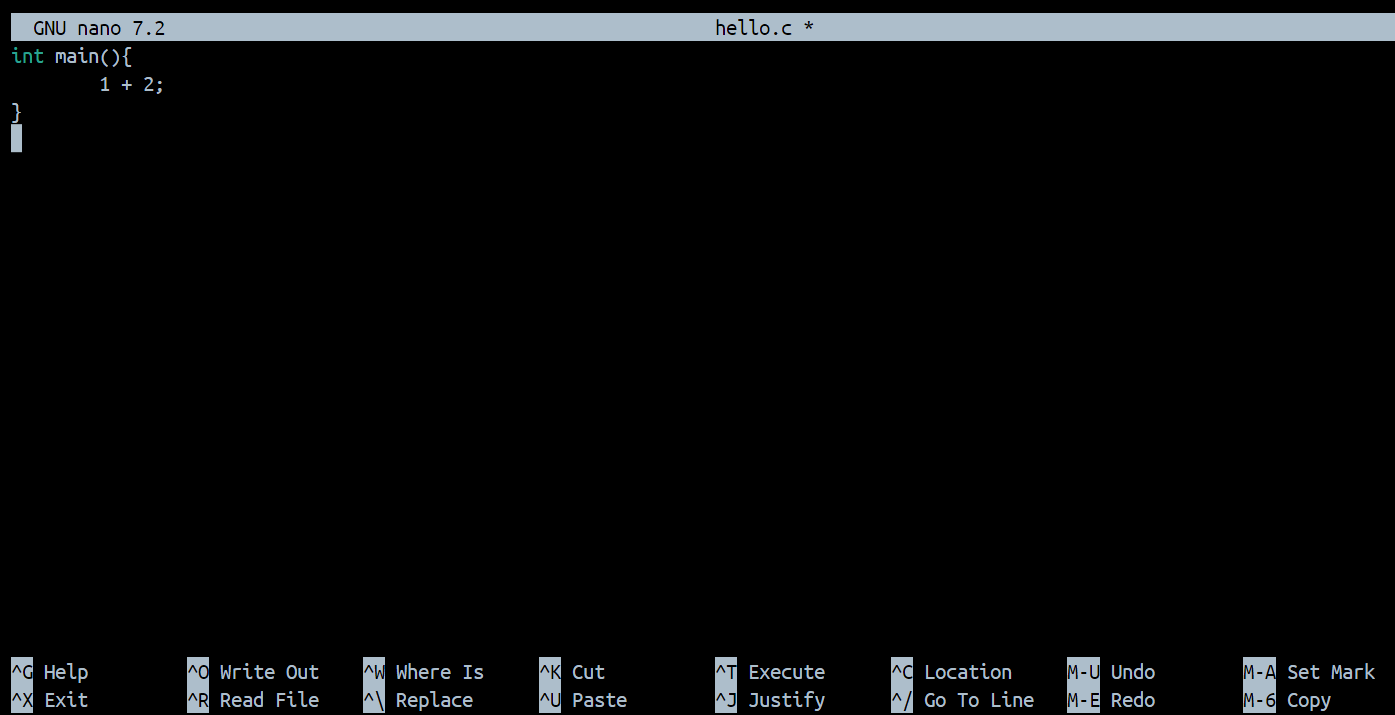 GNU nano 7.2 hello.c *
int main(){
        1 + 2;
}
^G Help ^O Write Out ^W Where Is ^K Cut ^T Execute ^C Location M-U Undo M-A Set Mark
^X Exit ^R Read File ^\ Replace ^U Paste ^J Justify ^/ Go To Line M-E Redo M-6 Copy